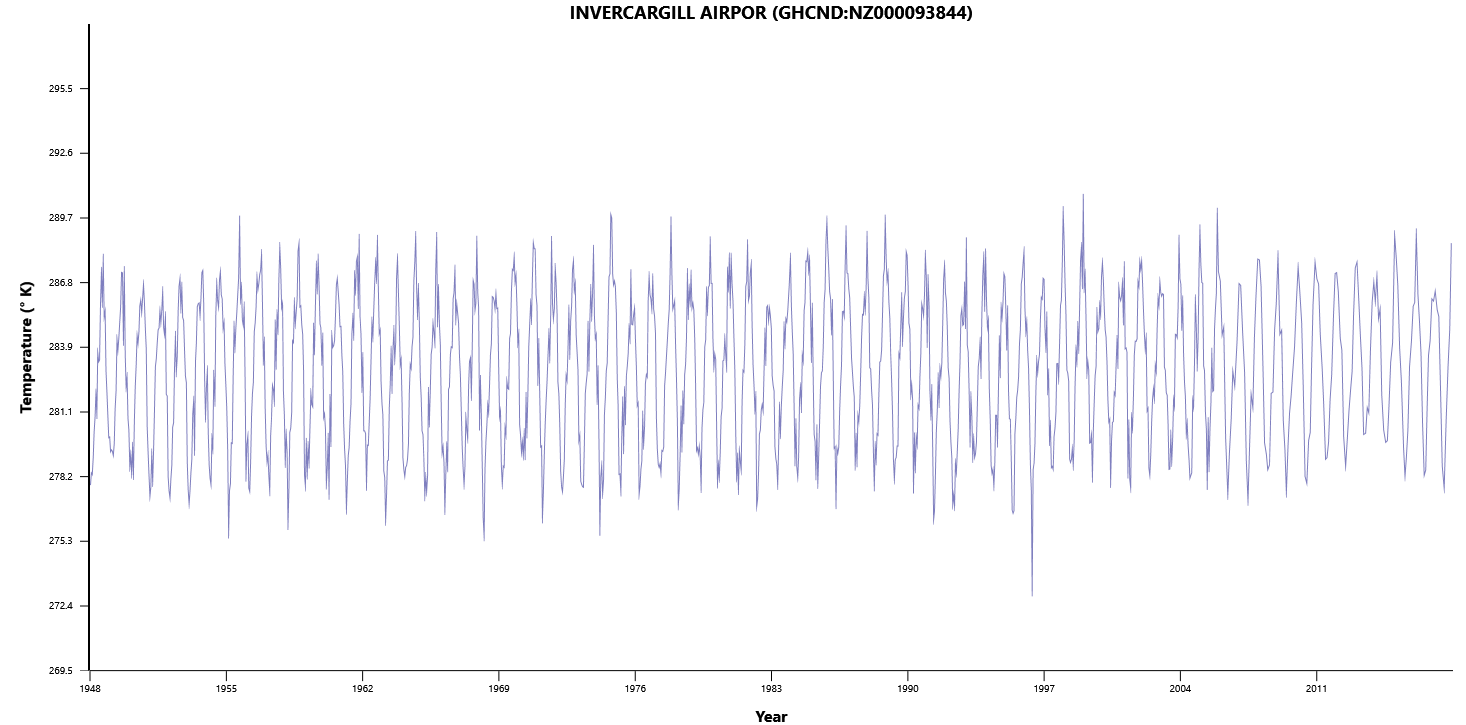 INVERCARGILL AIRPOR (GHCND:NZ000093844)
295.5
292.6
289.7
286.8
283.9
281.1
278.2
275.3
272.4
269.5
Temperature (° K)
1948 1955 1962 1969 1976 1983 1990 1997 2004 2011
Year